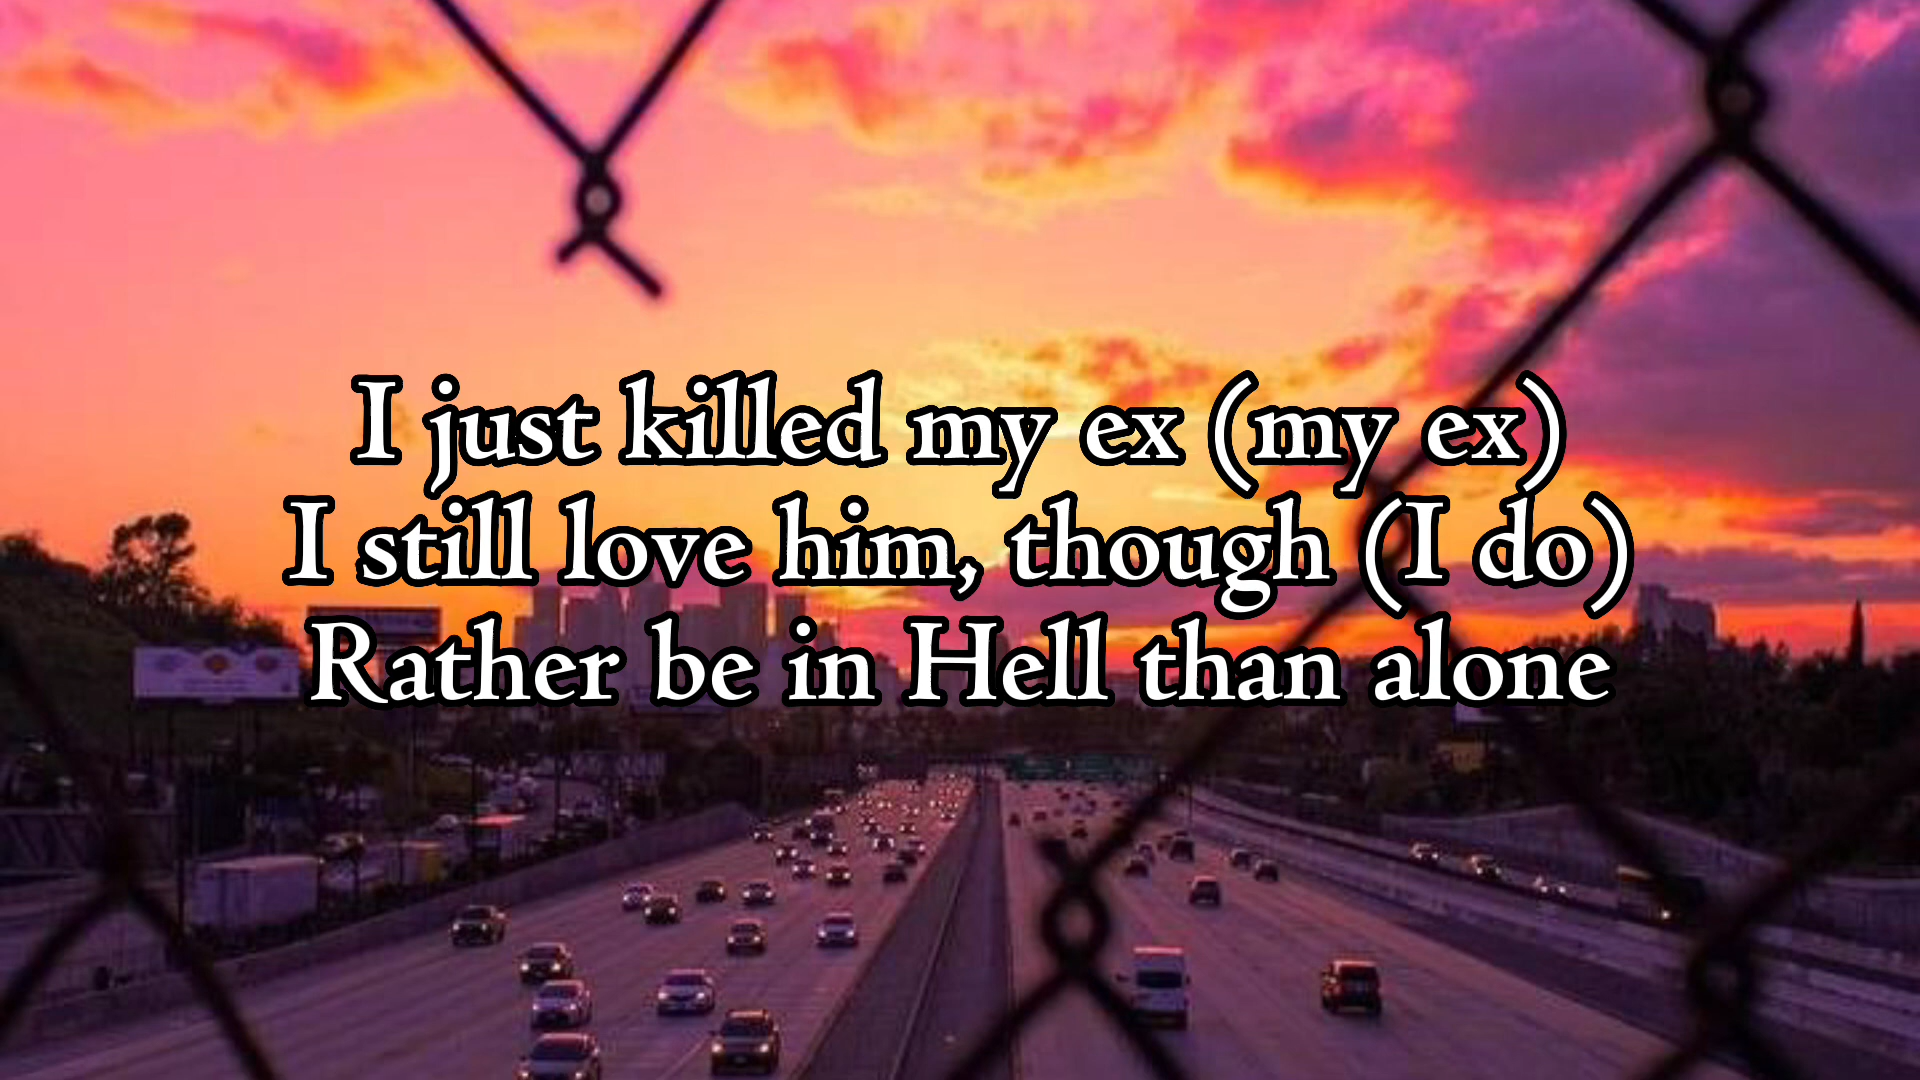 I just killed my ex (my ex)
I still love him, though (I do)
Rather be in Hell than alone